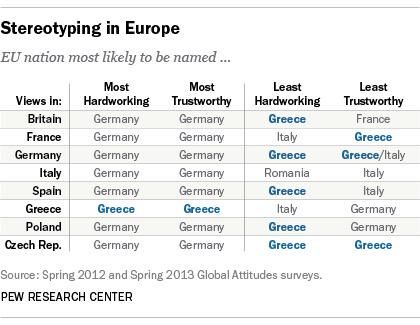 Stereotyping in Europe
EU nation most likely to be named ...
Views in: Most Hardworking Most Trustworthy Least Hardworking Least Trustworthy
Britain Germany Germany Greece France
France Germany Germany Italy Greece
Germany Germany Germany Greece Greece/Italy
Italy Germany Germany Romania Italy
Spain Germany Germany Greece Italy
Greece Greece Greece Italy Germany
Poland Germany Germany Greece Germany
Czech Rep. Germany Germany Greece Greece
Source: Spring 2012 and Spring 2013 Global Attitudes surveys.
PEW RESEARCH CENTER